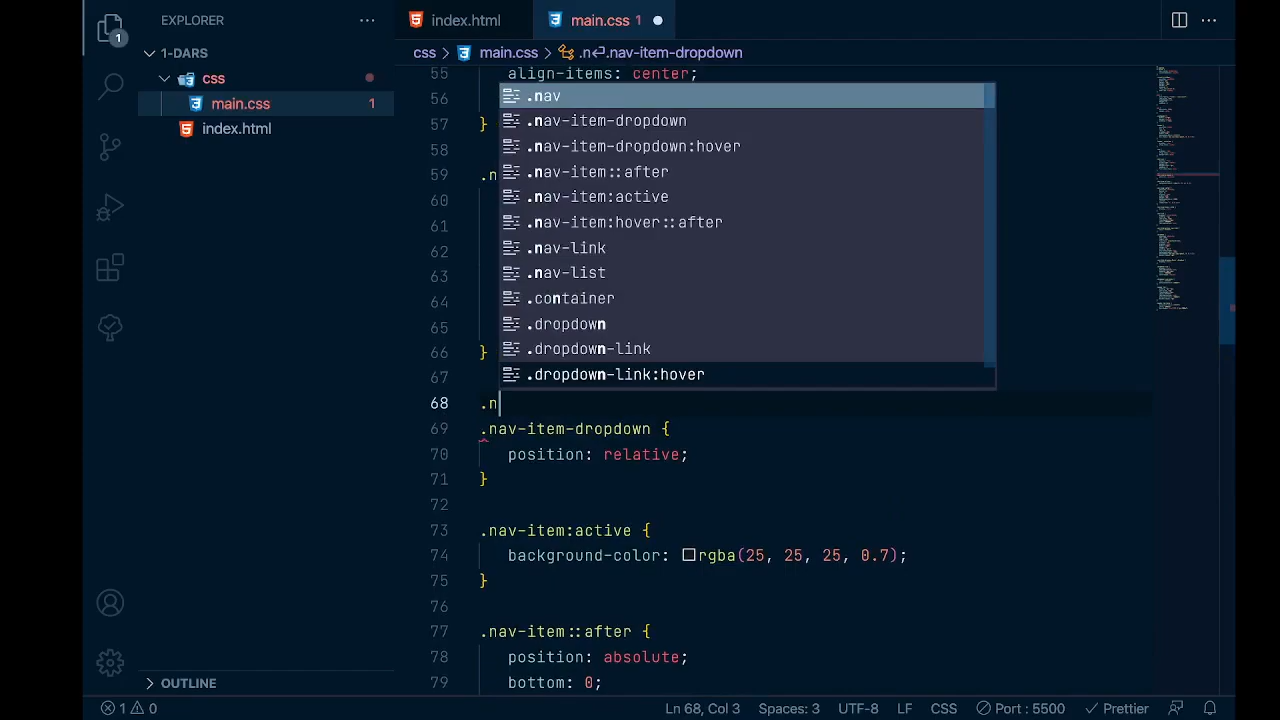 EXPLORER
index.html
main.css 1
1
1-DARS
css > main.css > .n↵.nav-item-dropdown
css
main.css 1
index.html
55 align-items: center;
56
57 }
58
59 .n
60
61
62
63
64
65
66 }
67
.nav
.nav-item-dropdown
.nav-item-dropdown:hover
.nav-item::after
.nav-item:active
.nav-item:hover::after
.nav-link
.nav-list
.container
.dropdown
.dropdown-link
.dropdown-link:hover
68 .n
69 .nav-item-dropdown {
70 position: relative;
71 }
72
73 .nav-item:active {
74 background-color: rgba(25, 25, 25, 0.7);
75 }
76
77 .nav-item::after {
78 position: absolute;
79 bottom: 0;
OUTLINE
1 0
Ln 68, Col 3
Spaces: 3
UTF-8
LF
CSS
Port : 5500
Prettier